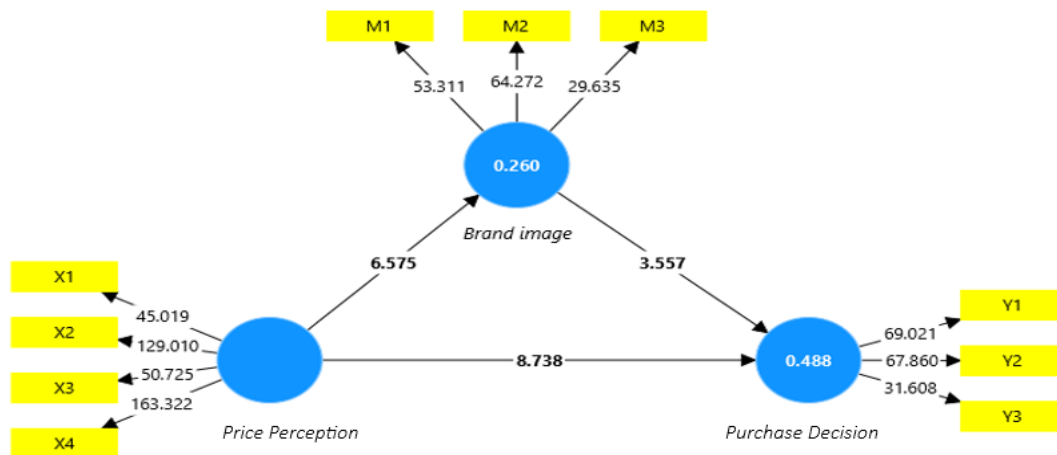 M1
M2
M3
53.311
64.272
29.635
0.260
Brand image
6.575
3.557
X1
X2
X3
X4
45.019
129.010
50.725
163.322
Price Perception
8.738
0.488
Purchase Decision
69.021
67.860
31.608
Y1
Y2
Y3